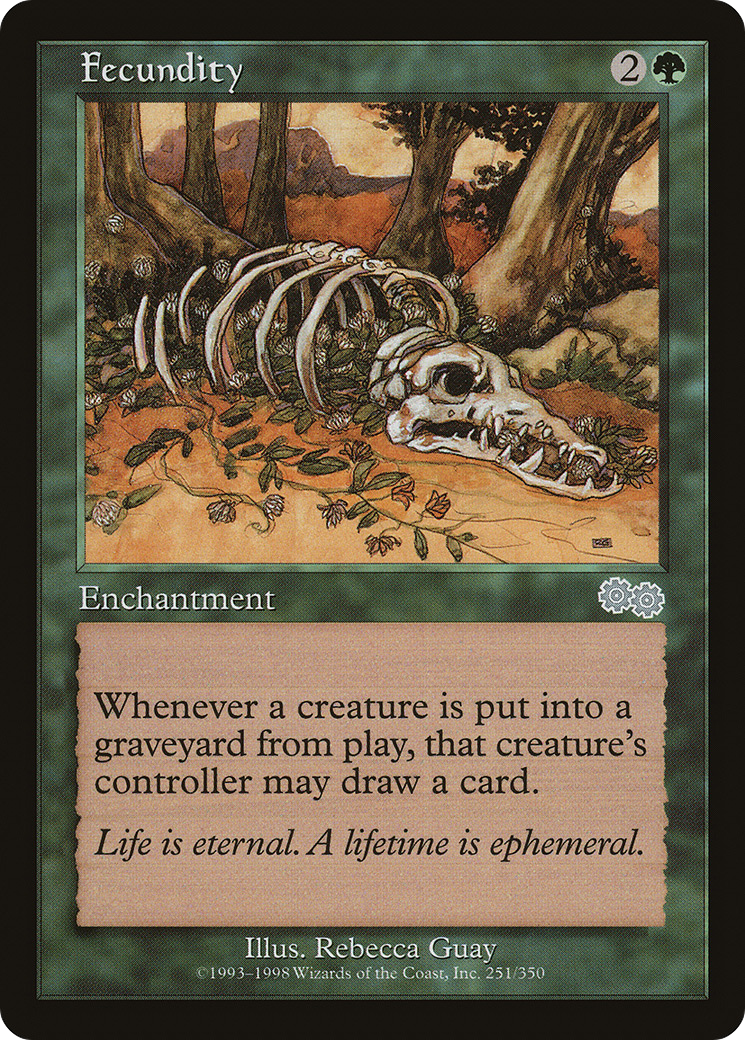 Fecundity 2
Enchantment
Whenever a creature is put into a
graveyard from play, that creature's
controller may draw a card.
Life is eternal. A lifetime is ephemeral.
Illus. Rebecca Guay
©1993–1998 Wizards of the Coast, Inc. 251/350